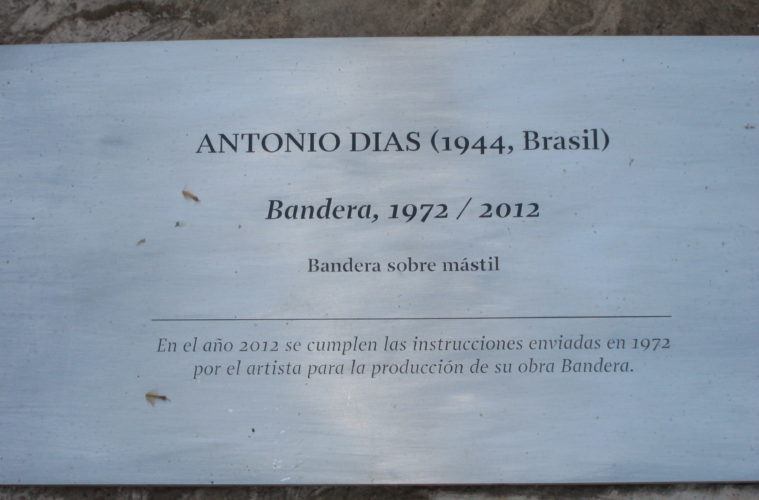 ANTONIO DIAS (1944, Brasil)
Bandera, 1972 / 2012
Bandera sobre mástil
En el año 2012 se cumplen las instrucciones enviadas en 1972
por el artista para la producción de su obra Bandera.